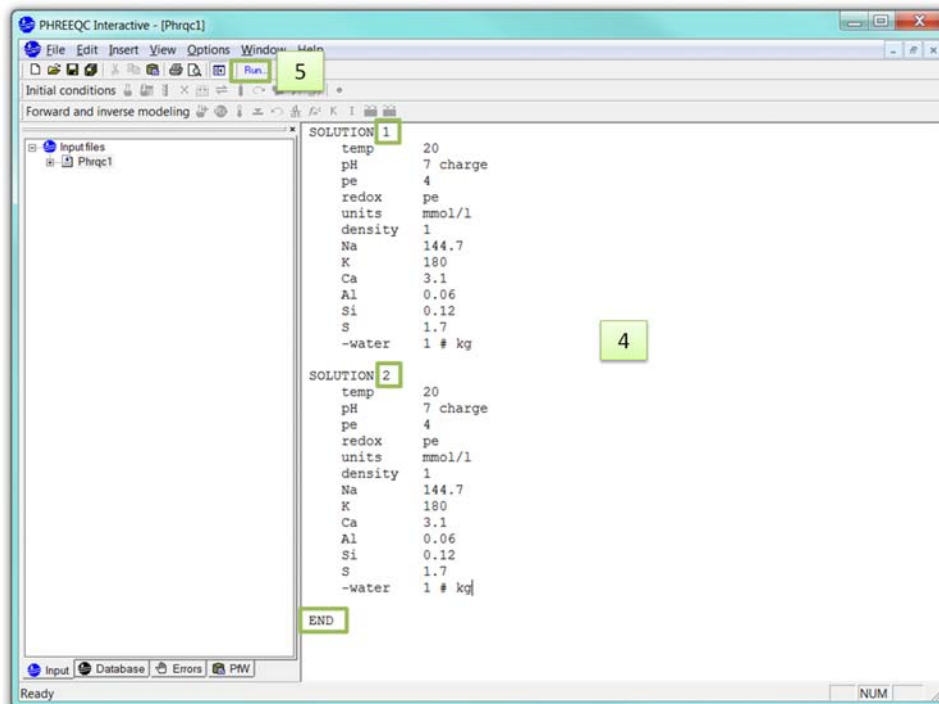 PHREEQC Interactive - [Phrqc1]
File Edit Insert View Options Window Help
Run..
5
Initial conditions
Forward and inverse modeling
Input files
Phrqc1
SOLUTION 1
temp 20
pH 7 charge
pe 4
redox pe
units mmol/l
density 1
Na 144.7
K 180
Ca 3.1
Al 0.06
Si 0.12
S 1.7
-water 1 # kg
4
SOLUTION 2
temp 20
pH 7 charge
pe 4
redox pe
units mmol/l
density 1
Na 144.7
K 180
Ca 3.1
Al 0.06
Si 0.12
S 1.7
-water 1 # kg
END
Input Database Errors PfW
Ready NUM